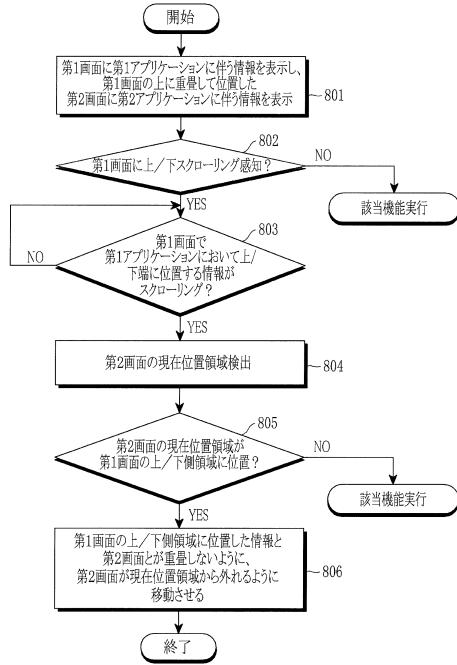 開始
第1画面に第1アプリケーションに伴う情報を表示し、
第1画面の上に重畳して位置した
第2画面に第2アプリケーションに伴う情報を表示
801
802
第1画面に上/下スクローリング感知?
NO
該当機能実行
YES
803
第1画面で
第1アプリケーションにおいて上/
下端に位置する情報が
スクローリング?
NO
YES
第2画面の現在位置領域検出
804
805
第2画面の現在位置領域が
第1画面の上/下側領域に位置?
NO
該当機能実行
YES
第1画面の上/下側領域に位置した情報と
第2画面とが重畳しないように、
第2画面が現在位置領域から外れるように
移動させる
806
終了